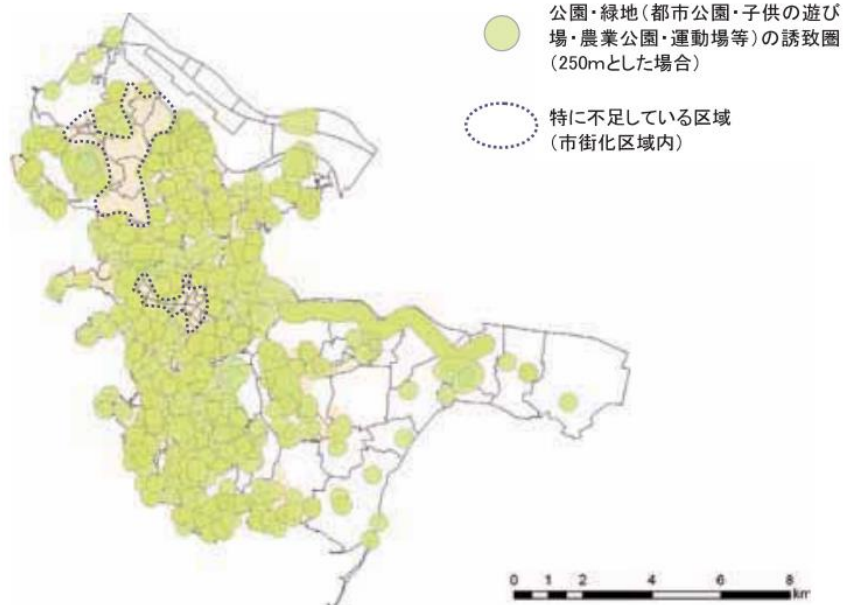 公園・緑地(都市公園・子供の遊び
場・農業公園・運動場等)の誘致圏
(250mとした場合)
特に不足している区域
(市街化区域内)
0 1 2 4 6 8
km